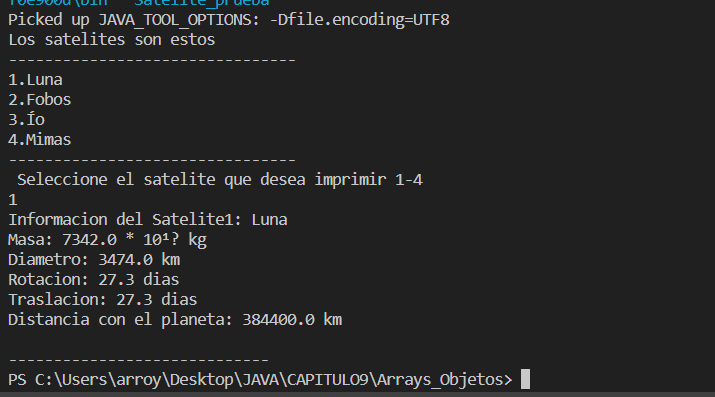 f0e900d\bin' 'Satelite_prueba'
Picked up JAVA_TOOL_OPTIONS: -Dfile.encoding=UTF8
Los satelites son estos
--------------------------------
1.Luna
2.Fobos
3.Ío
4.Mimas
--------------------------------
 Seleccione el satelite que desea imprimir 1-4
1
Informacion del Satelite1: Luna
Masa: 7342.0 * 10¹? kg
Diametro: 3474.0 km
Rotacion: 27.3 dias
Traslacion: 27.3 dias
Distancia con el planeta: 384400.0 km
-----------------------------
PS C:\Users\arroy\Desktop\JAVA\CAPITULO9\Arrays_Objetos>